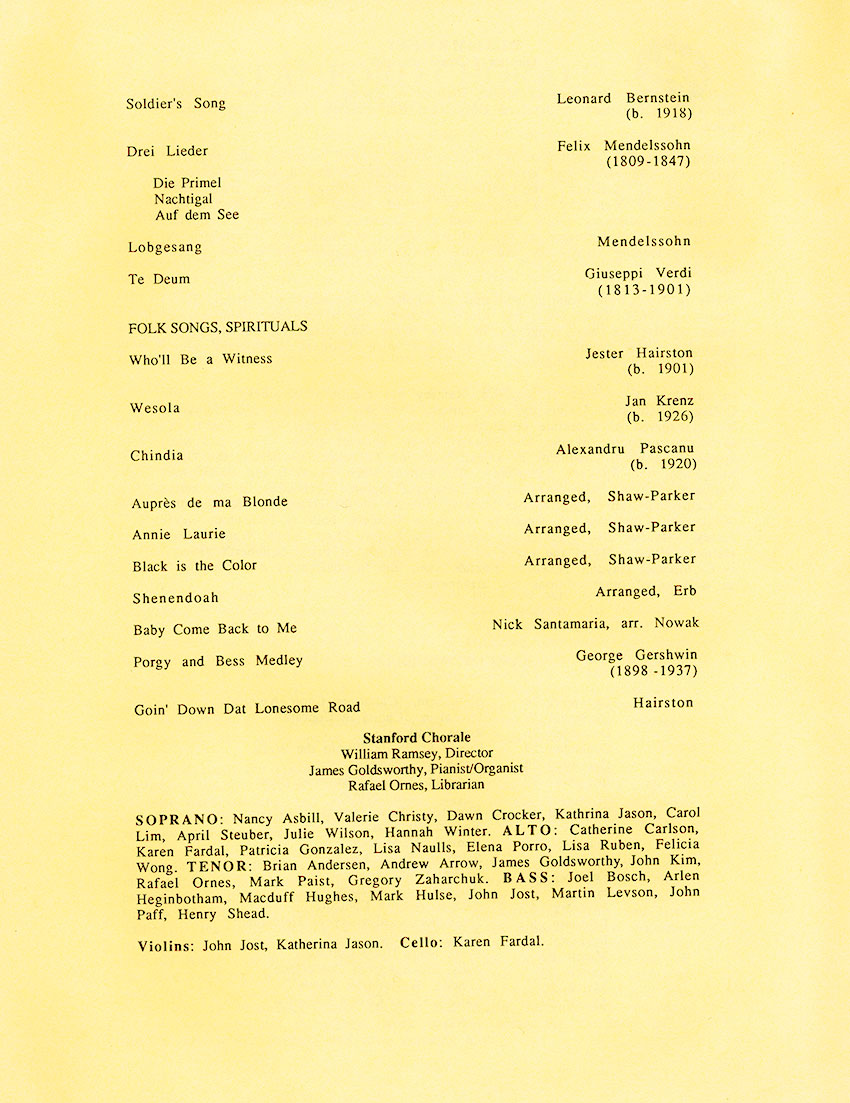 Soldier's Song Leonard Bernstein
(b. 1918)
Drei Lieder Felix Mendelssohn
(1809-1847)
Die Primel
Nachtigal
Auf dem See
Lobgesang Mendelssohn
Te Deum Giuseppi Verdi
(1813-1901)
FOLK SONGS, SPIRITUALS
Who'll Be a Witness Jester Hairston
(b. 1901)
Wesola Jan Krenz
(b. 1926)
Chindia Alexandru Pascanu
(b. 1920)
Auprès de ma Blonde Arranged, Shaw-Parker
Annie Laurie Arranged, Shaw-Parker
Black is the Color Arranged, Shaw-Parker
Shenendoah Arranged, Erb
Baby Come Back to Me Nick Santamaria, arr. Nowak
Porgy and Bess Medley George Gershwin
(1898 -1937)
Goin' Down Dat Lonesome Road Hairston
Stanford Chorale
William Ramsey, Director
James Goldsworthy, Pianist/Organist
Rafael Ornes, Librarian
SOPRANO: Nancy Asbill, Valerie Christy, Dawn Crocker, Kathrina Jason, Carol
Lim, April Steuber, Julie Wilson, Hannah Winter. ALTO: Catherine Carlson,
Karen Fardal, Patricia Gonzalez, Lisa Naulls, Elena Porro, Lisa Ruben, Felicia
Wong. TENOR: Brian Andersen, Andrew Arrow, James Goldsworthy, John Kim,
Rafael Ornes, Mark Paist, Gregory Zaharchuk. BASS: Joel Bosch, Arlen
Heginbotham, Macduff Hughes, Mark Hulse, John Jost, Martin Levson, John
Paff, Henry Shead.
Violins: John Jost, Katherina Jason. Cello: Karen Fardal.